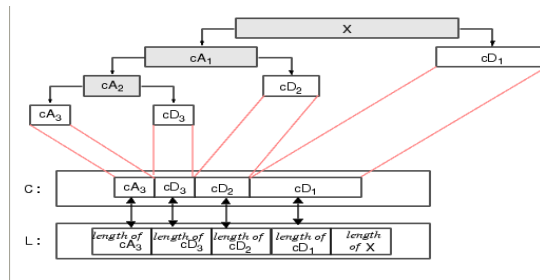 X
cA1
cD1
cA2
cD2
cA3
cD3
C:
cA3 cD3 cD2 cD1
L:
length of cA3
length of cD3
length of cD2
length of cD1
length of X